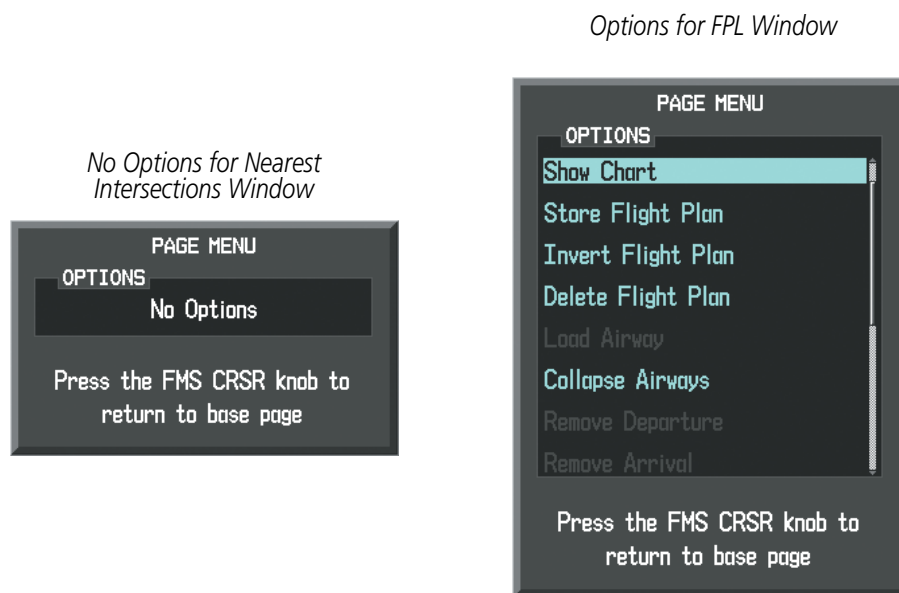 No Options for Nearest
Intersections Window
PAGE MENU
OPTIONS
No Options
Press the FMS CRSR knob to
return to base page
Options for FPL Window
PAGE MENU
OPTIONS
Show Chart
Store Flight Plan
Invert Flight Plan
Delete Flight Plan
Load Airway
Collapse Airways
Remove Departure
Remove Arrival
Press the FMS CRSR knob to
return to base page